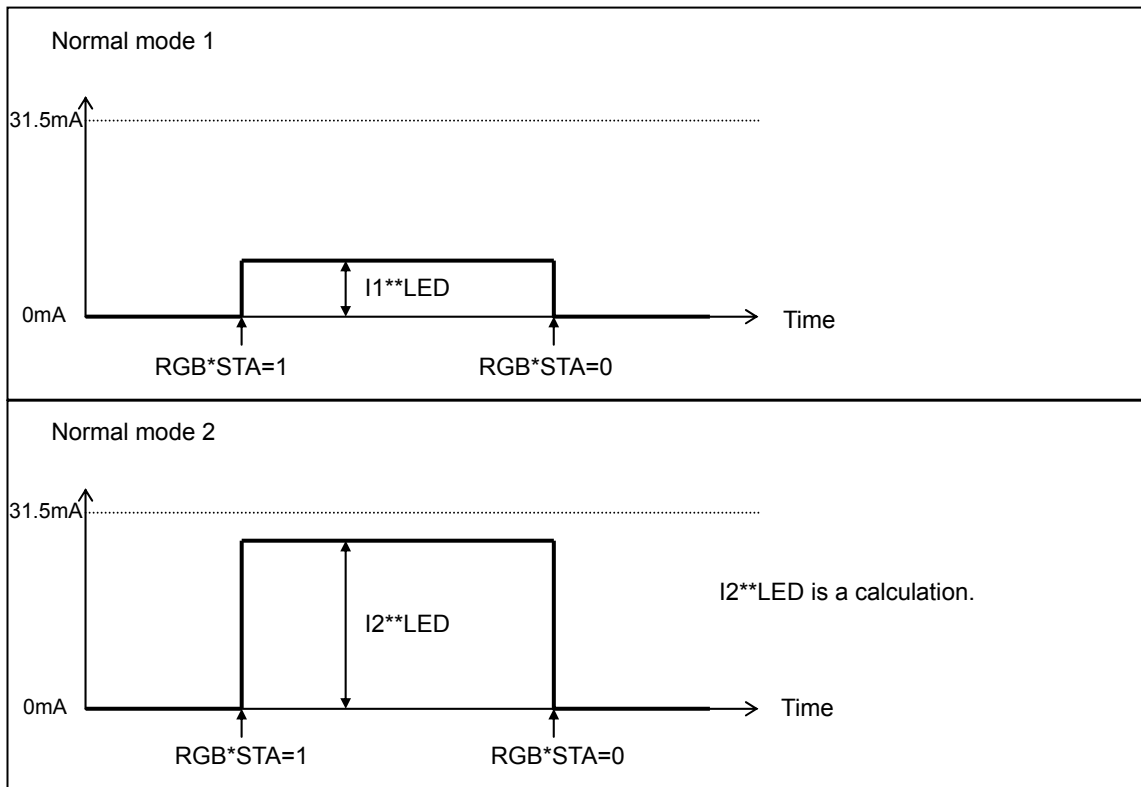 Normal mode 1
31.5mA
I1**LED
0mA
Time
RGB*STA=1 RGB*STA=0
Normal mode 2
31.5mA
I2**LED is a calculation.
I2**LED
0mA
Time
RGB*STA=1 RGB*STA=0